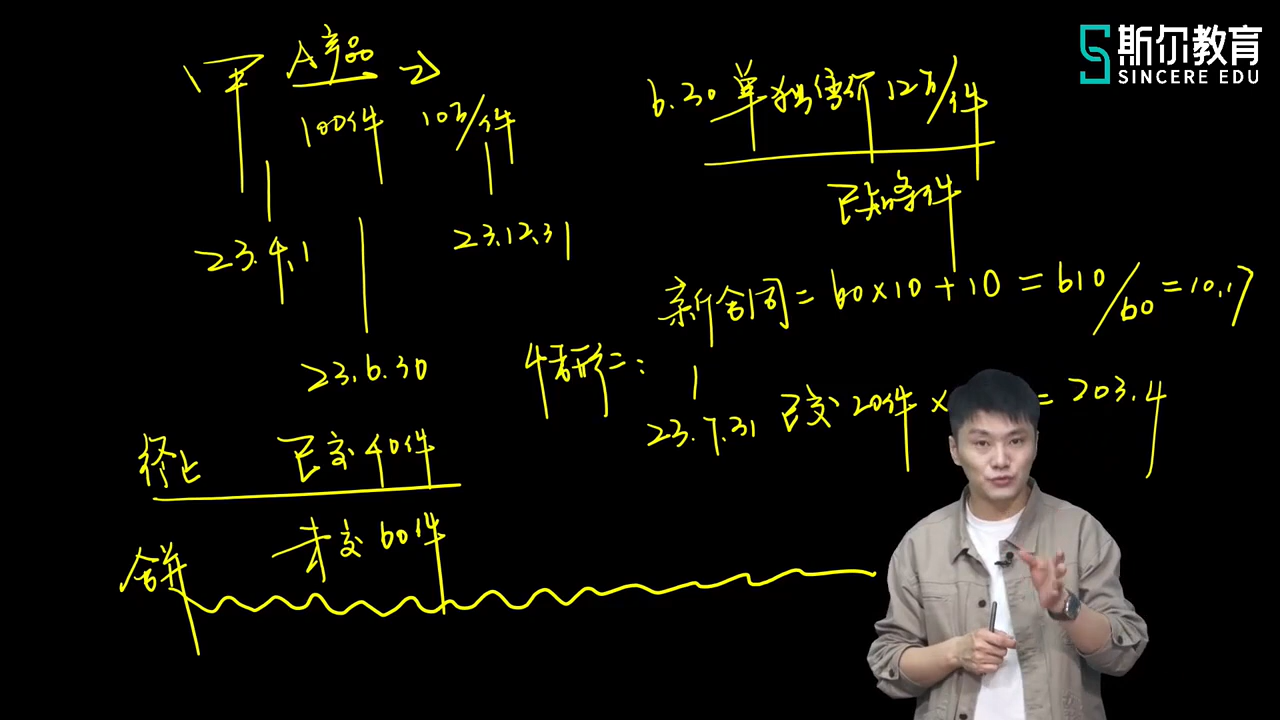 斯尔教育
SINCERE EDU
甲 A产品
100件 10万/件
23.4.1
23.12.31
23.6.30
终止 已交40件
合并 未交60件
6.30 单独售价12万/件
已知条件
新合同=60×10+10=610/60=10.17
情形二:
23.7.31 已交20件× =203.4